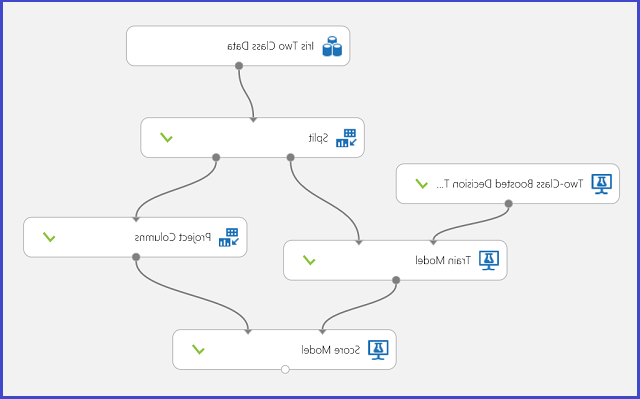 Iris Two Class Data
Split
Two-Class Boosted Decision T...
Project Columns
Train Model
Score Model